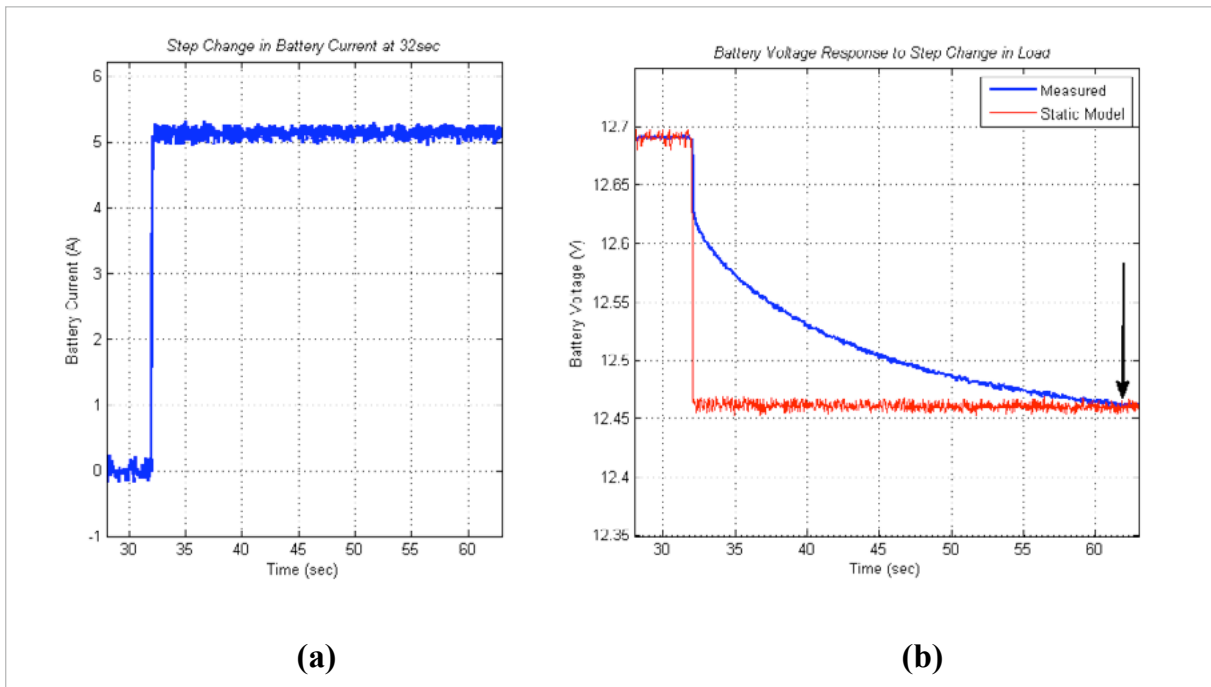 Step Change in Battery Current at 32sec
6
5
4
3
2
1
0
-1
Battery Current (A)
30 35 40 45 50 55 60
Time (sec)
(a)
Battery Voltage Response to Step Change in Load
Measured
Static Model
12.7
12.65
12.6
12.55
12.5
12.45
12.4
12.35
Battery Voltage (V)
30 35 40 45 50 55 60
Time (sec)
(b)